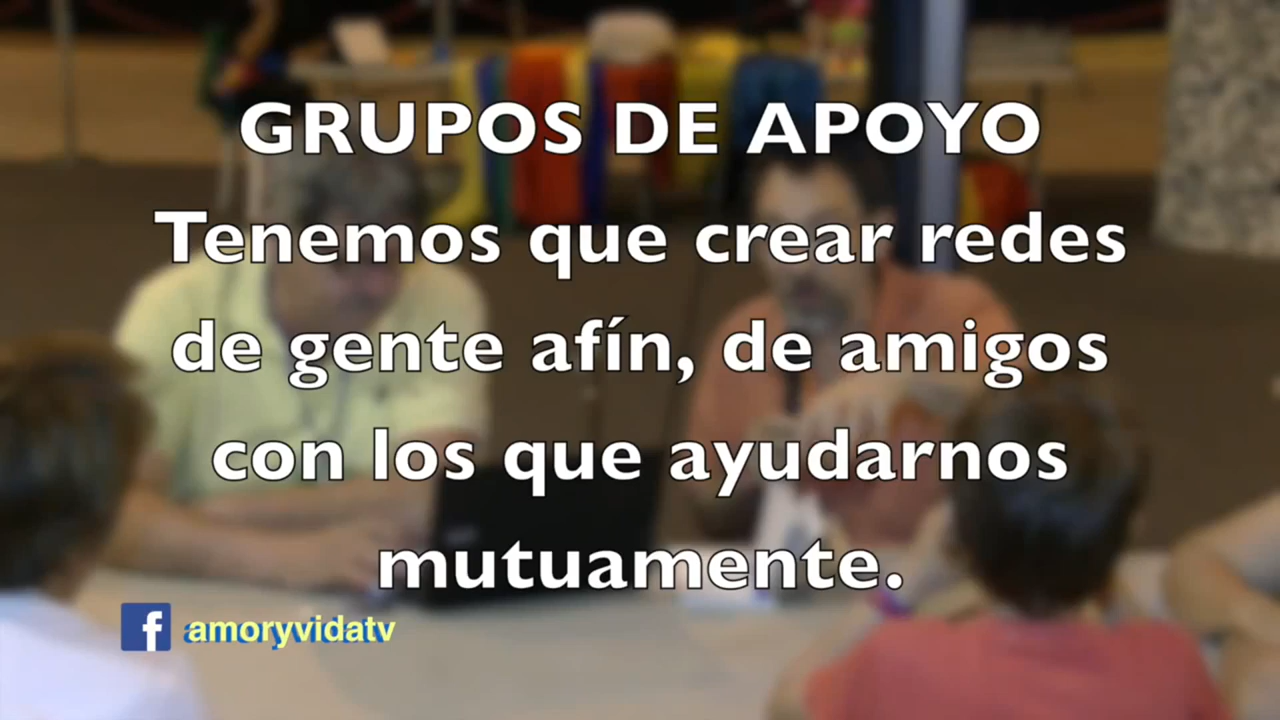 GRUPOS DE APOYO
Tenemos que crear redes
de gente afín, de amigos
con los que ayudarnos
mutuamente.
f amoryvidatv